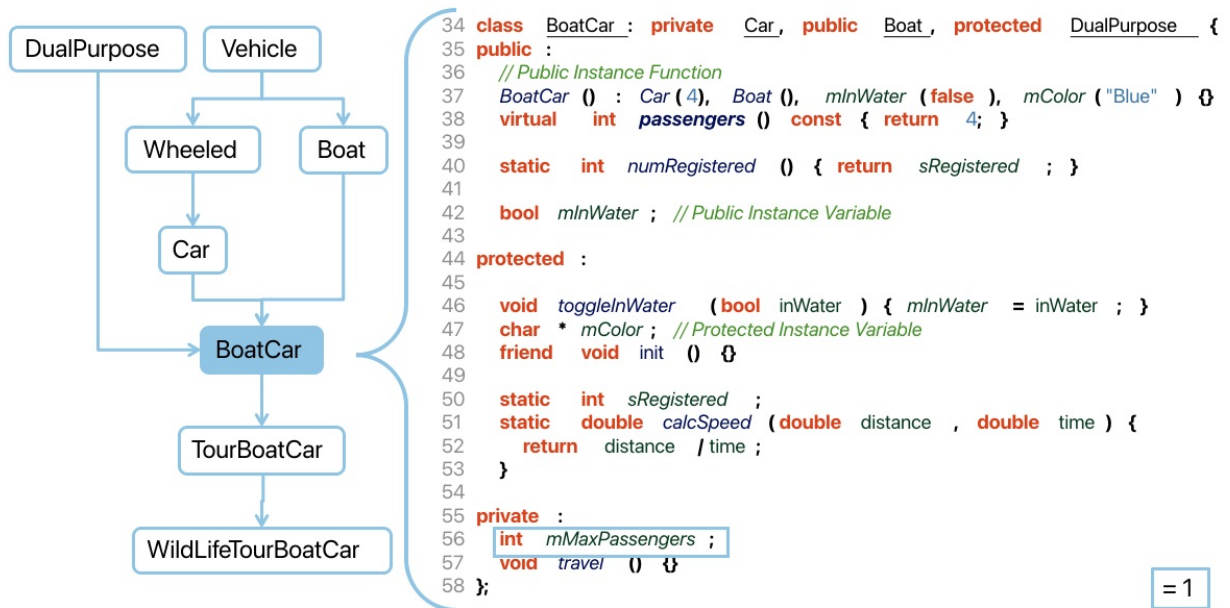 DualPurpose
Vehicle
Wheeled
Boat
Car
BoatCar
TourBoatCar
WildLifeTourBoatCar
34 class BoatCar : private Car , public Boat , protected DualPurpose {
35 public :
36 // Public Instance Function
37 BoatCar () : Car ( 4), Boat (), mInWater ( false ), mColor ( "Blue" ) {}
38 virtual int passengers () const { return 4; }
39
40 static int numRegistered () { return sRegistered ; }
41
42 bool mInWater ; // Public Instance Variable
43
44 protected :
45
46 void toggleInWater ( bool inWater ) { mInWater = inWater ; }
47 char * mColor ; // Protected Instance Variable
48 friend void init () {}
49
50 static int sRegistered ;
51 static double calcSpeed ( double distance , double time ) {
52 return distance / time ;
53 }
54
55 private :
56 int mMaxPassengers ;
57 void travel () {}
58 };
= 1